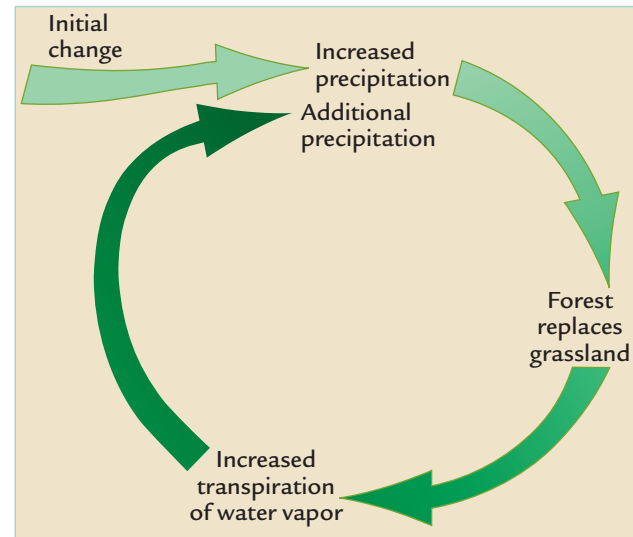 Initial
change
Increased
precipitation
Additional
precipitation
Forest
replaces
grassland
Increased
transpiration
of water vapor